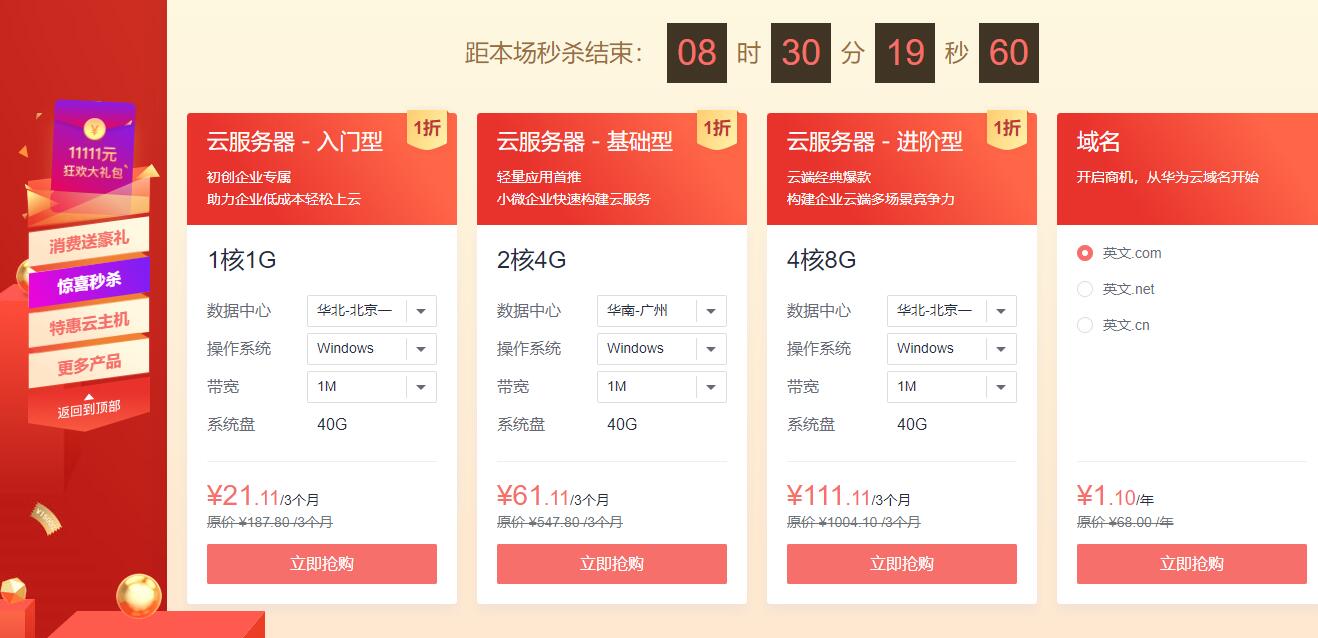 距本场秒杀结束： 08 时 30 分 19 秒 60
¥
11111元
狂欢大礼包
消费送豪礼
惊喜秒杀
特惠云主机
更多产品
返回到顶部
云服务器 - 入门型
1折
初创企业专属
助力企业低成本轻松上云
1核1G
数据中心 华北-北京一
操作系统 Windows
带宽 1M
系统盘 40G
¥21.11/3个月
原价 ¥187.80 /3个月
立即抢购
云服务器 - 基础型
1折
轻量应用首推
小微企业快速构建云服务
2核4G
数据中心 华南-广州
操作系统 Windows
带宽 1M
系统盘 40G
¥61.11/3个月
原价 ¥547.80 /3个月
立即抢购
云服务器 - 进阶型
1折
云端经典爆款
构建企业云端多场景竞争力
4核8G
数据中心 华北-北京一
操作系统 Windows
带宽 1M
系统盘 40G
¥111.11/3个月
原价 ¥1004.10 /3个月
立即抢购
域名
开启商机，从华为云域名开始
英文.com
英文.net
英文.cn
¥1.10/年
原价 ¥68.00 /年
立即抢购